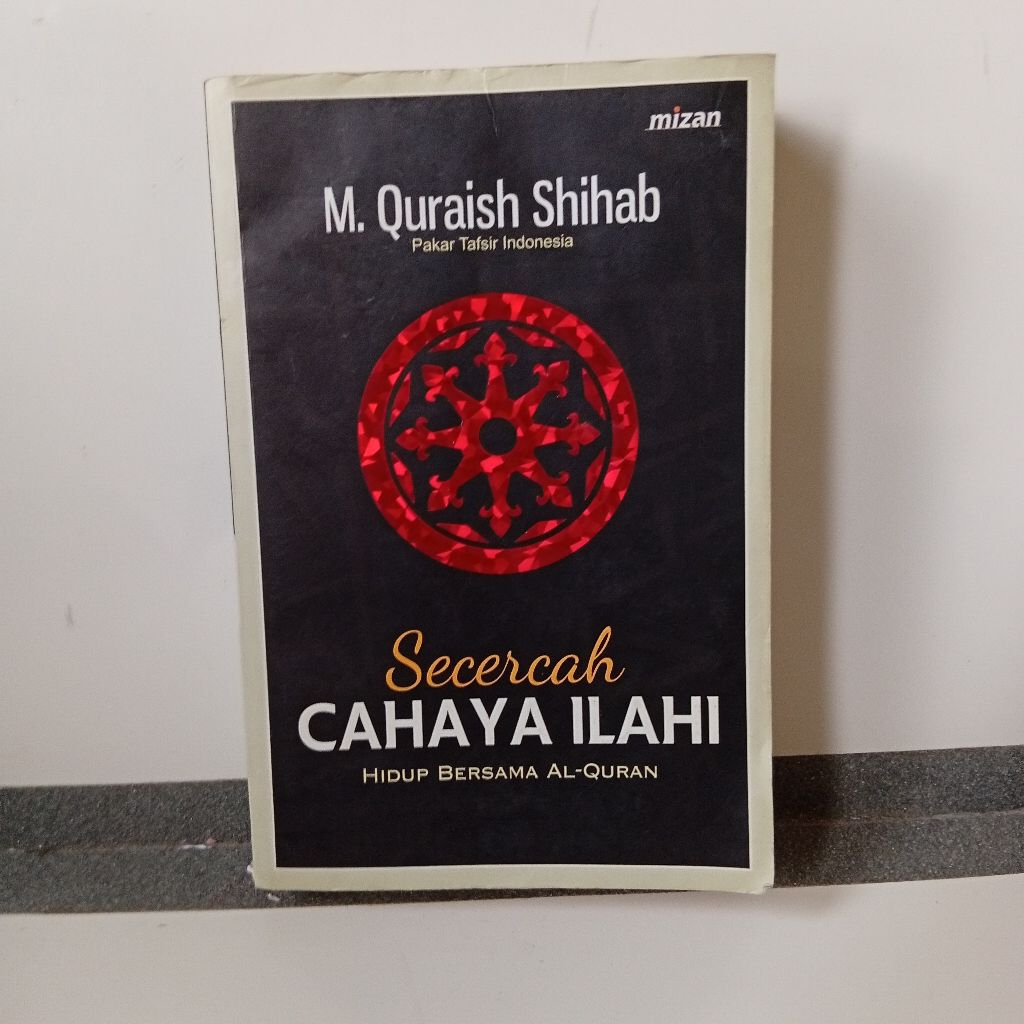 mizan
M. Quraish Shihab
Pakar Tafsir Indonesia
Secercah
CAHAYA ILAHI
HIDUP BERSAMA AL-QURAN